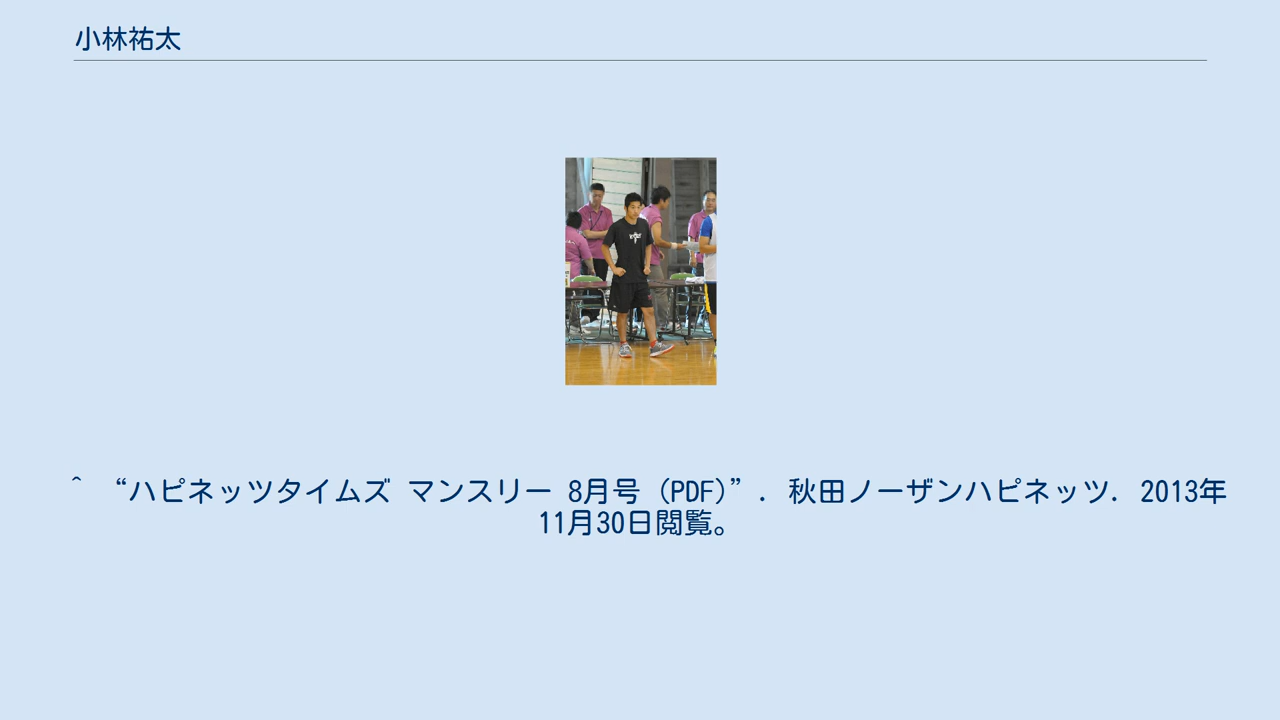 小林祐太
^ “ハピネッツタイムズ マンスリー 8月号 (PDF)”. 秋田ノーザンハピネッツ. 2013年
11月30日閲覧。